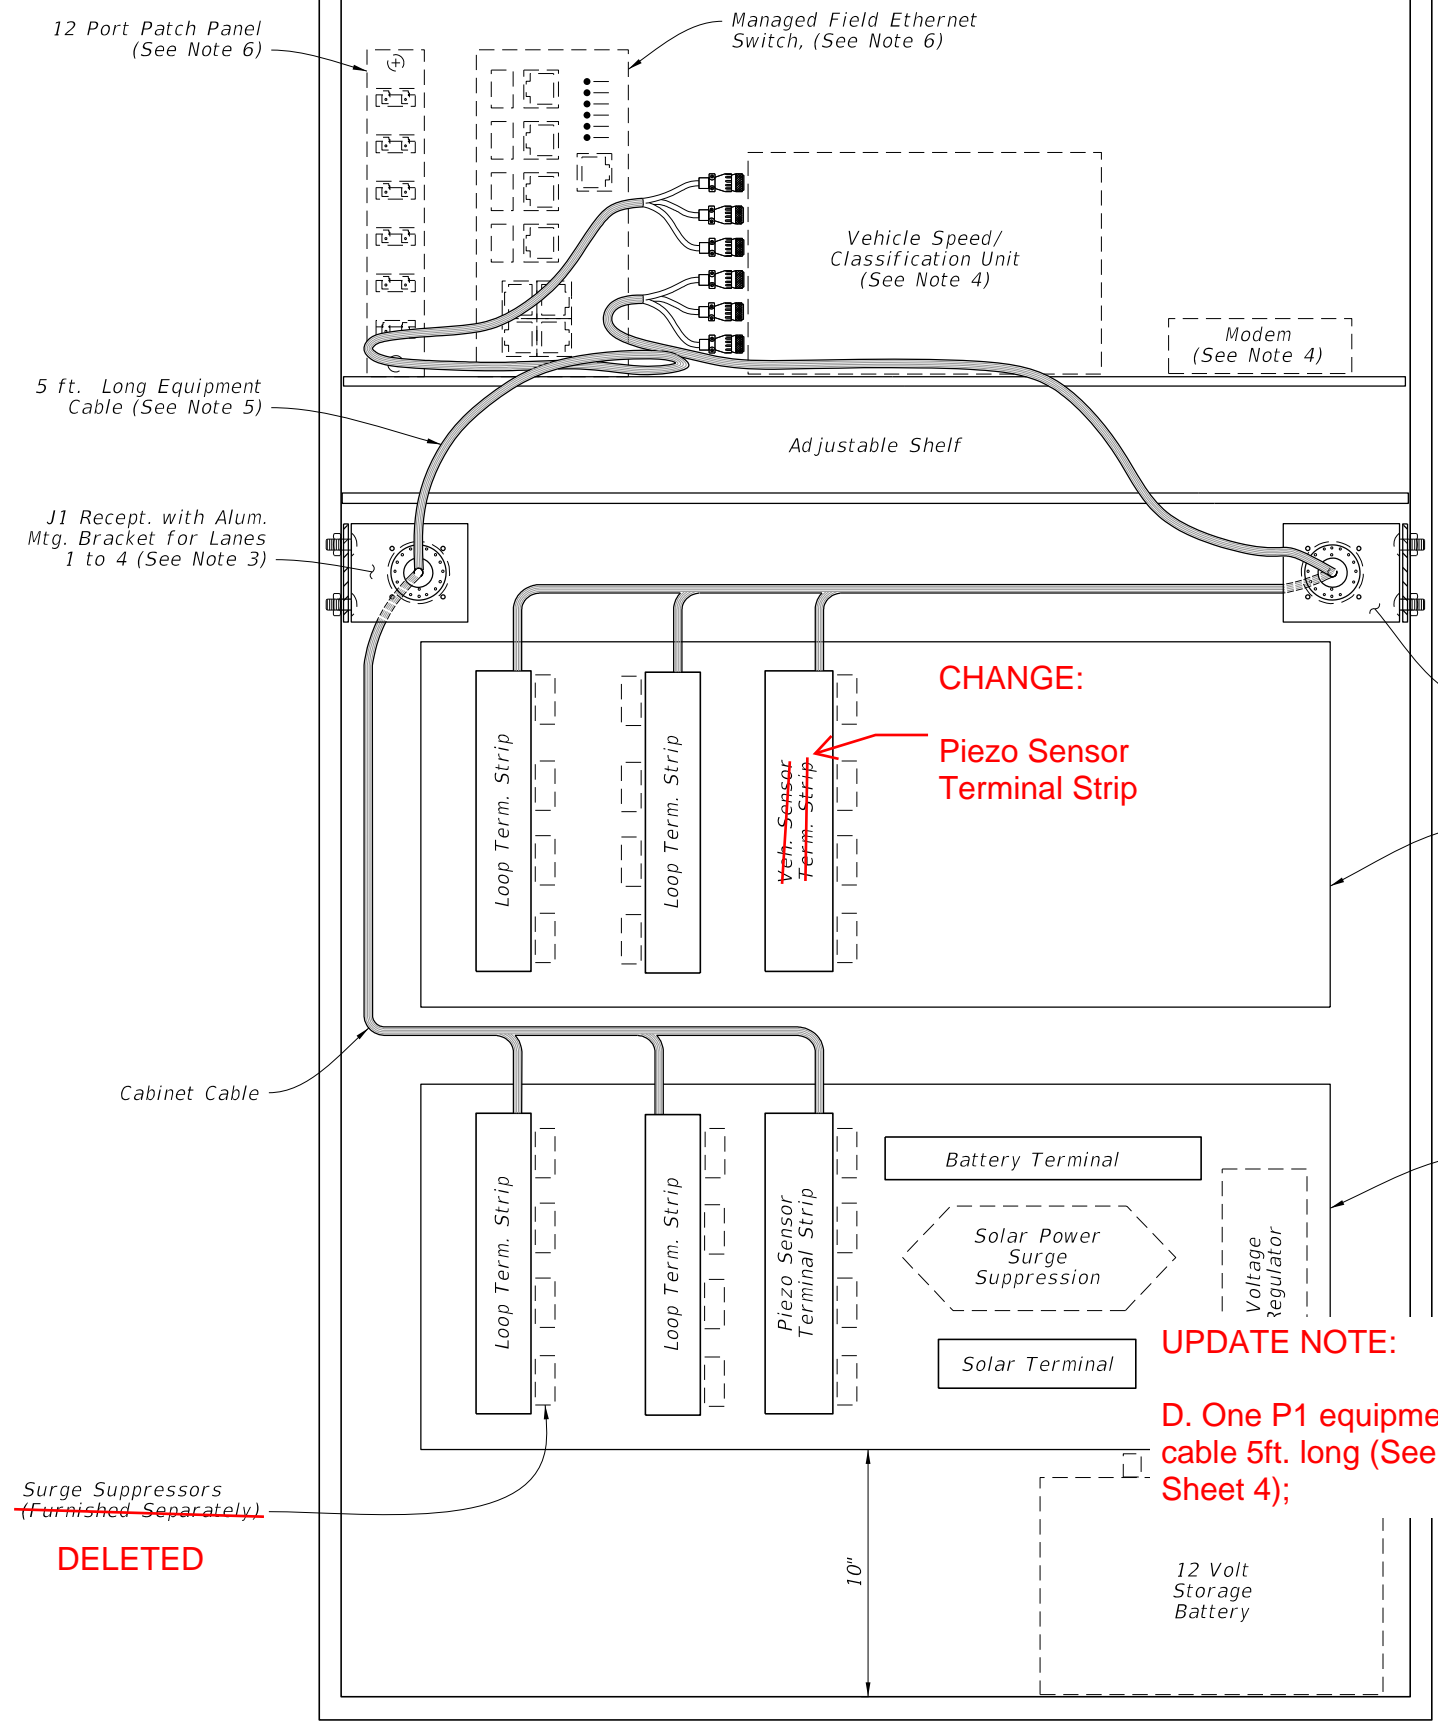 12 Port Patch Panel
(See Note 6)
Managed Field Ethernet
Switch, (See Note 6)
Vehicle Speed/
Classification Unit
(See Note 4)
Modem
(See Note 4)
5 ft. Long Equipment
Cable (See Note 5)
Adjustable Shelf
J1 Recept. with Alum.
Mtg. Bracket for Lanes
1 to 4 (See Note 3)
Loop Term. Strip
Loop Term. Strip
Veh. Sensor
Term. Strip
CHANGE:
Piezo Sensor
Terminal Strip
Cabinet Cable
Loop Term. Strip
Loop Term. Strip
Piezo Sensor
Terminal Strip
Battery Terminal
Solar Power
Surge
Suppression
Voltage
Regulator
Solar Terminal
UPDATE NOTE:
D. One P1 equipme
cable 5ft. long (See
Sheet 4);
Surge Suppressors
(Furnished Separately)
DELETED
10"
12 Volt
Storage
Battery